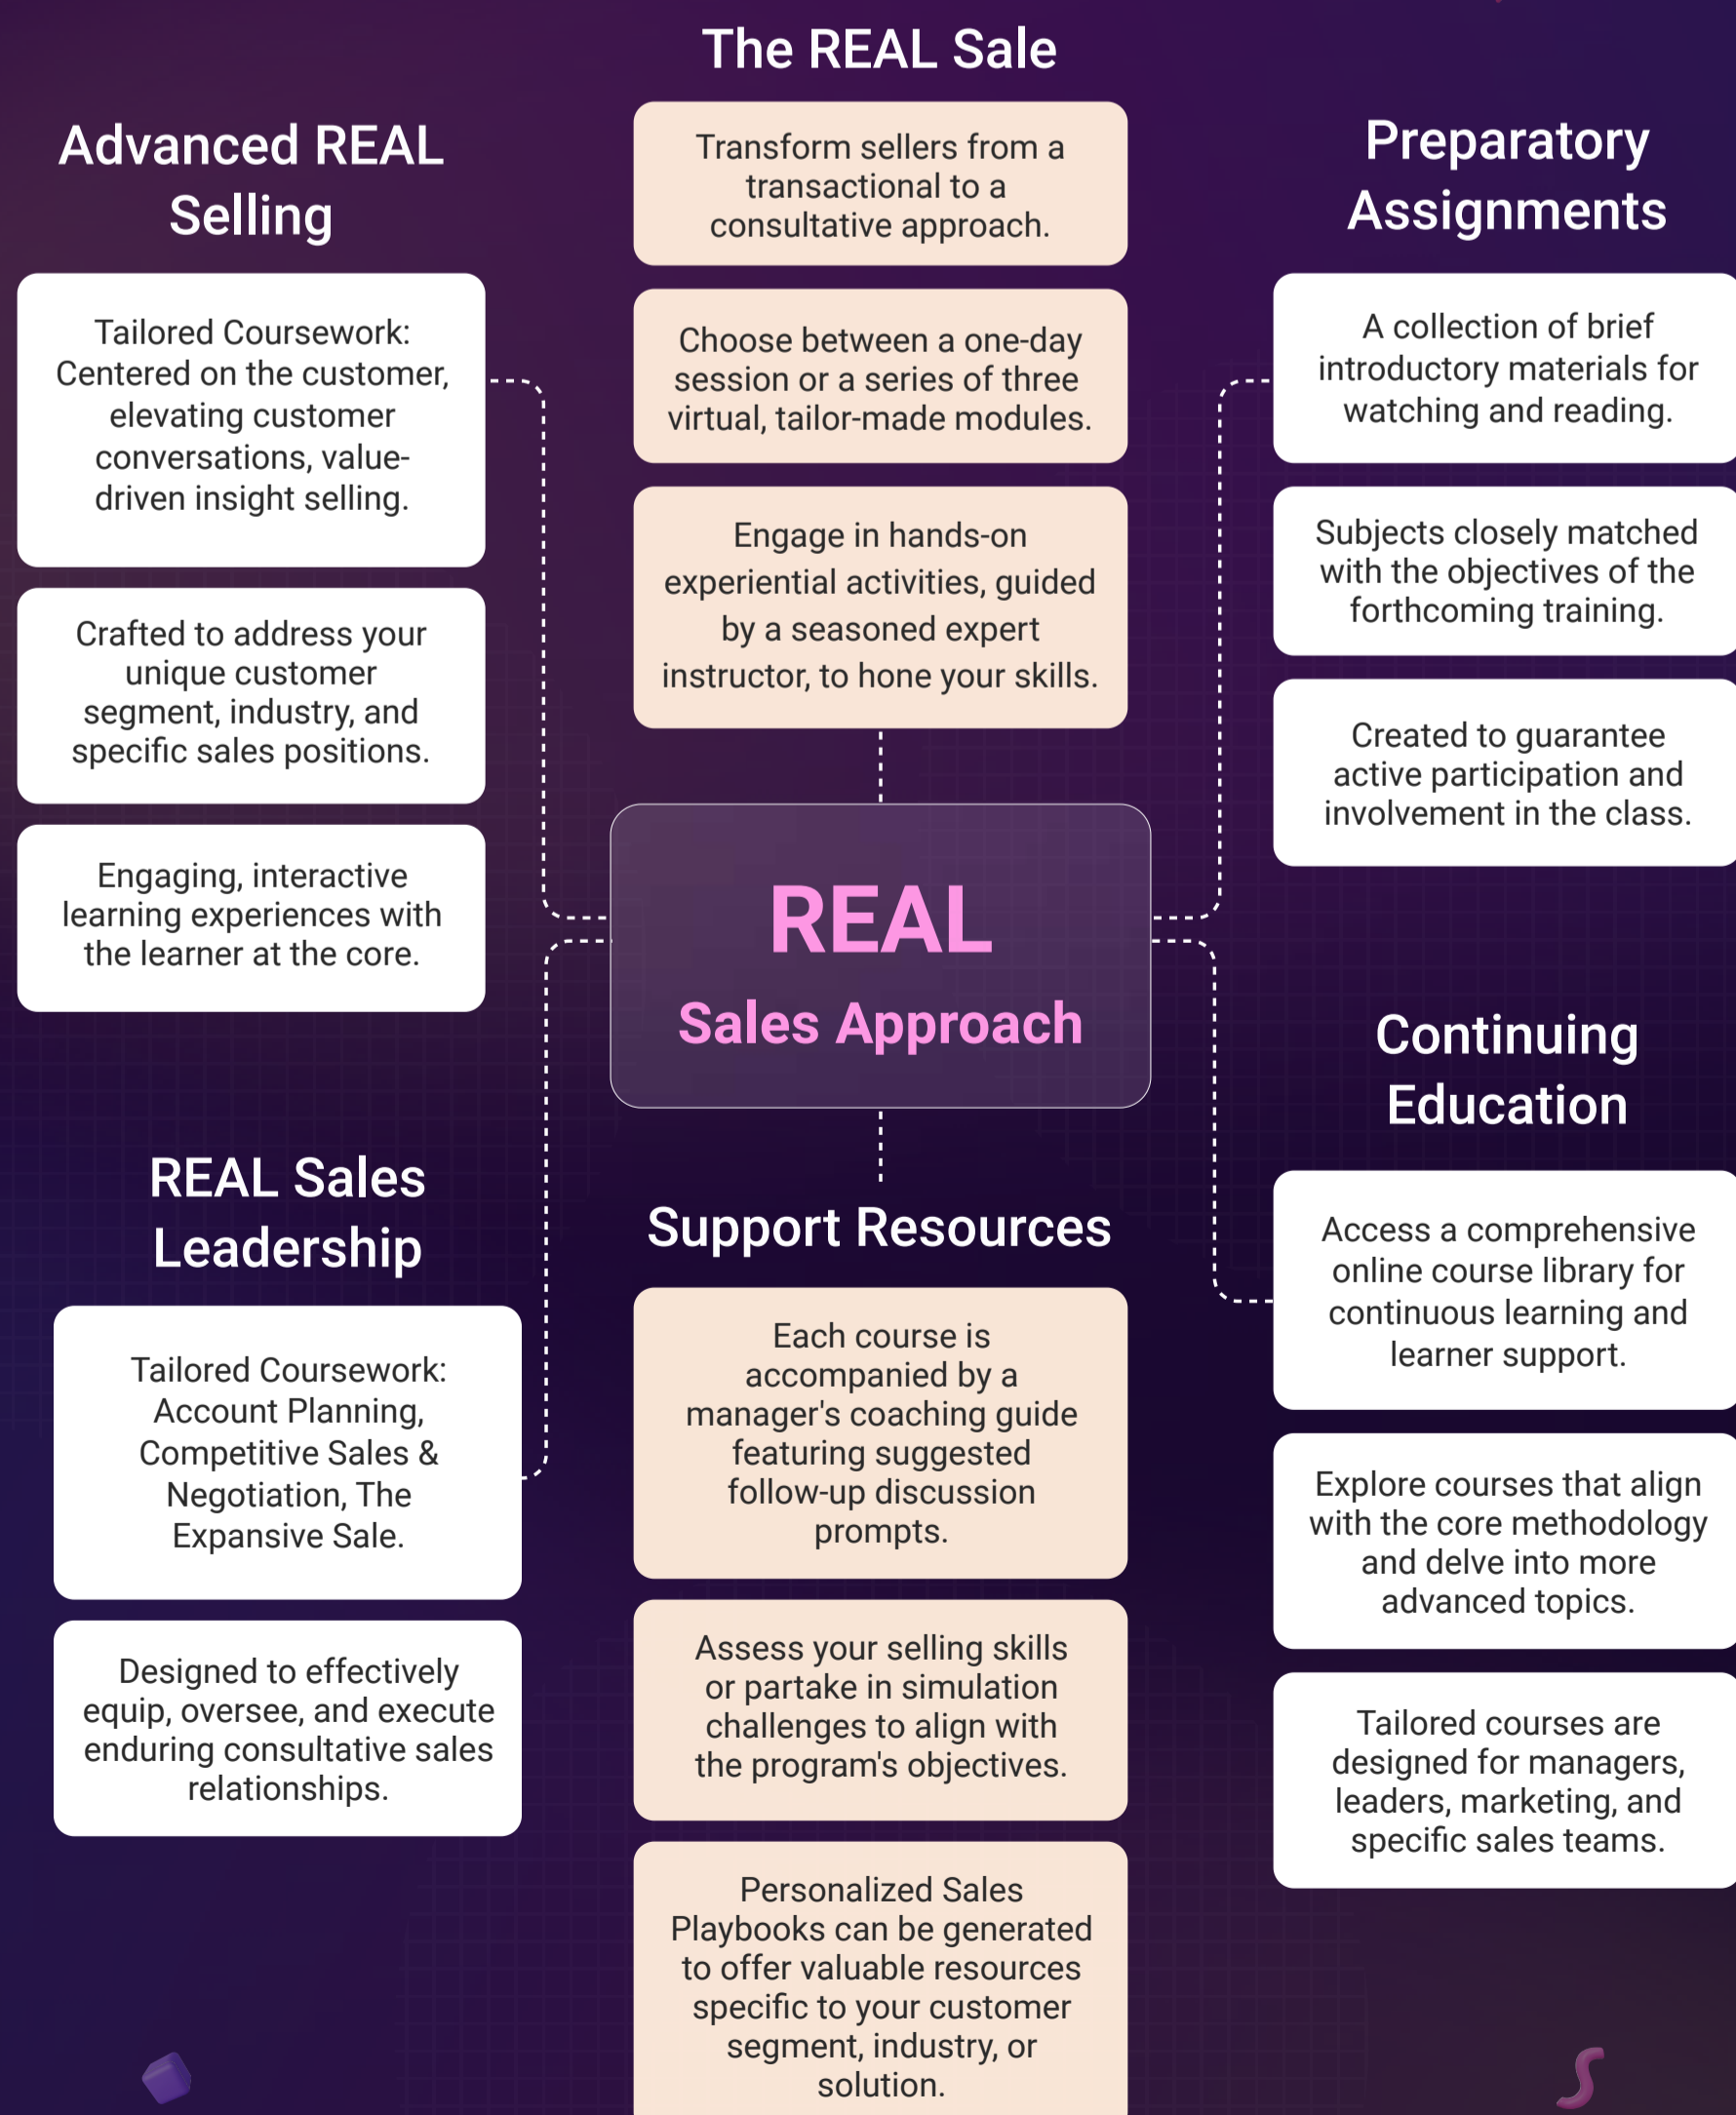 The REAL Sale
Transform sellers from a
transactional to a
consultative approach.
Choose between a one-day
session or a series of three
virtual, tailor-made modules.
Engage in hands-on
experiential activities, guided
by a seasoned expert
instructor, to hone your skills.
Advanced REAL
Selling
Tailored Coursework:
Centered on the customer,
elevating customer
conversations, value-
driven insight selling.
Crafted to address your
unique customer
segment, industry, and
specific sales positions.
Engaging, interactive
learning experiences with
the learner at the core.
Preparatory
Assignments
A collection of brief
introductory materials for
watching and reading.
Subjects closely matched
with the objectives of the
forthcoming training.
Created to guarantee
active participation and
involvement in the class.
REAL
Sales Approach
REAL Sales
Leadership
Tailored Coursework:
Account Planning,
Competitive Sales &
Negotiation, The
Expansive Sale.
Designed to effectively
equip, oversee, and execute
enduring consultative sales
relationships.
Support Resources
Each course is
accompanied by a
manager's coaching guide
featuring suggested
follow-up discussion
prompts.
Assess your selling skills
or partake in simulation
challenges to align with
the program's objectives.
Personalized Sales
Playbooks can be generated
to offer valuable resources
specific to your customer
segment, industry, or
solution.
Continuing
Education
Access a comprehensive
online course library for
continuous learning and
learner support.
Explore courses that align
with the core methodology
and delve into more
advanced topics.
Tailored courses are
designed for managers,
leaders, marketing, and
specific sales teams.